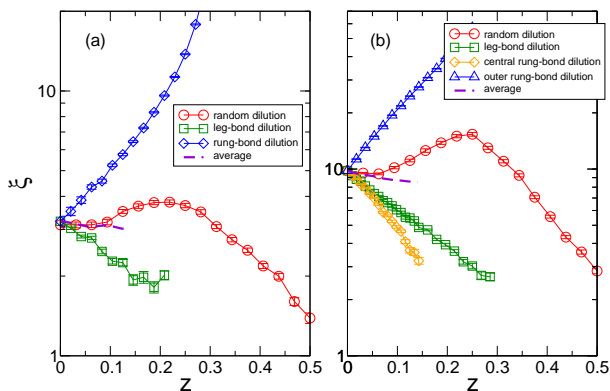 (a)
10
1
ξ
random dilution
leg-bond dilution
rung-bond dilution
average
0
0.1
0.2
0.3
0.4
0.5
z
(b)
10
1
random dilution
leg-bond dilution
central rung-bond dilution
outer rung-bond dilution
average
0
0.1
0.2
0.3
0.4
0.5
z